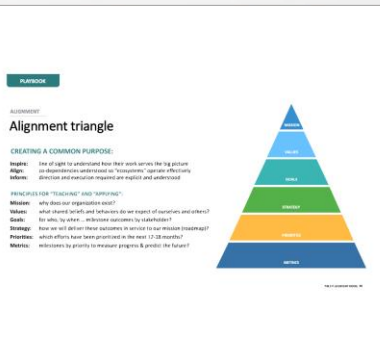 PLAYBOOK
ALIGNMENT
Alignment triangle
CREATING A COMMON PURPOSE:
Inspire: line of sight to understand how their work serves the big picture
Align: co-dependencies understood so "ecosystems" operate effectively
Inform: direction and execution required are explicit and understood
PRINCIPLES FOR "TEACHING" AND "APPLYING":
Mission: why does our organization exist?
Values: what shared beliefs and behaviors do we expect of ourselves and others?
Goals: for who, by when ... milestone outcomes by stakeholder?
Strategy: how we will deliver these outcomes in service to our mission (roadmap)?
Priorities: which efforts have been prioritized in the next 12-18 months?
Metrics: milestones by priority to measure progress & predict the future?
MISSION
VALUES
GOALS
STRATEGY
PRIORITIES
METRICS